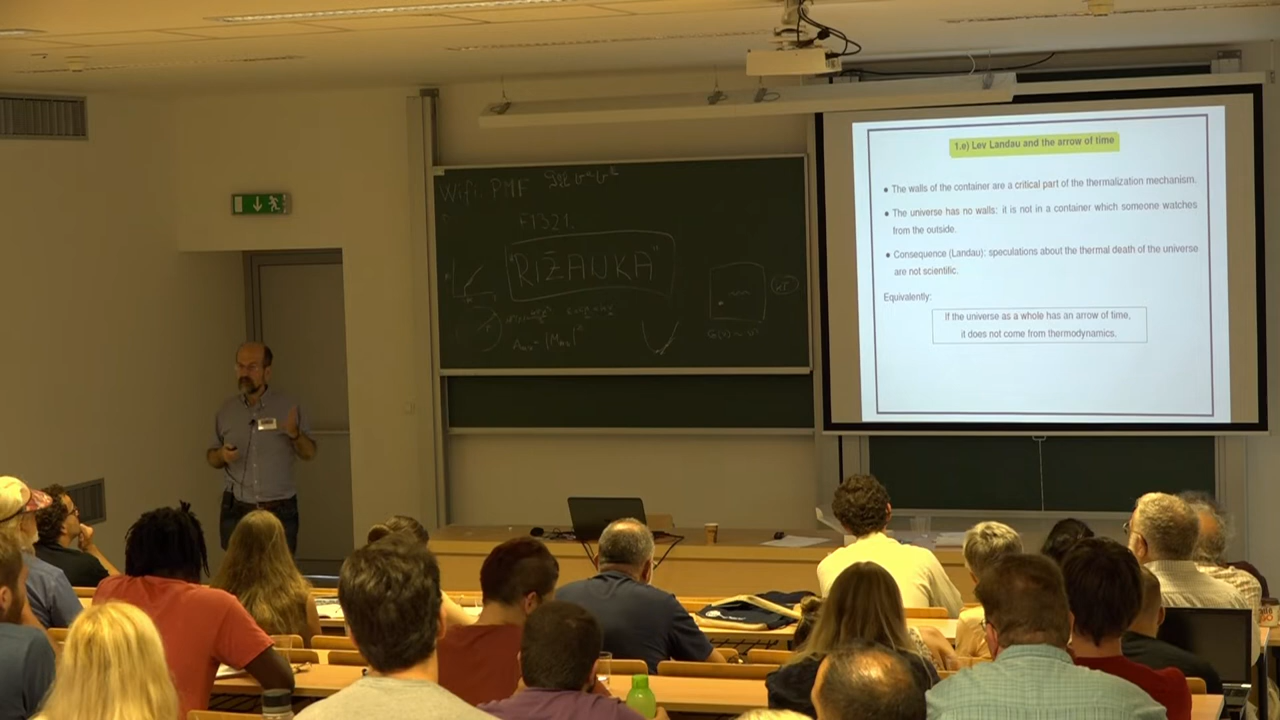 Wifi: PMF
F1321.
"RIŽANKA"
1.e) Lev Landau and the arrow of time
● The walls of the container are a critical part of the thermalization mechanism.
● The universe has no walls: it is not in a container which someone watches
from the outside.
● Consequence (Landau): speculations about the thermal death of the universe
are not scientific.
Equivalently:
If the universe as a whole has an arrow of time,
it does not come from thermodynamics.